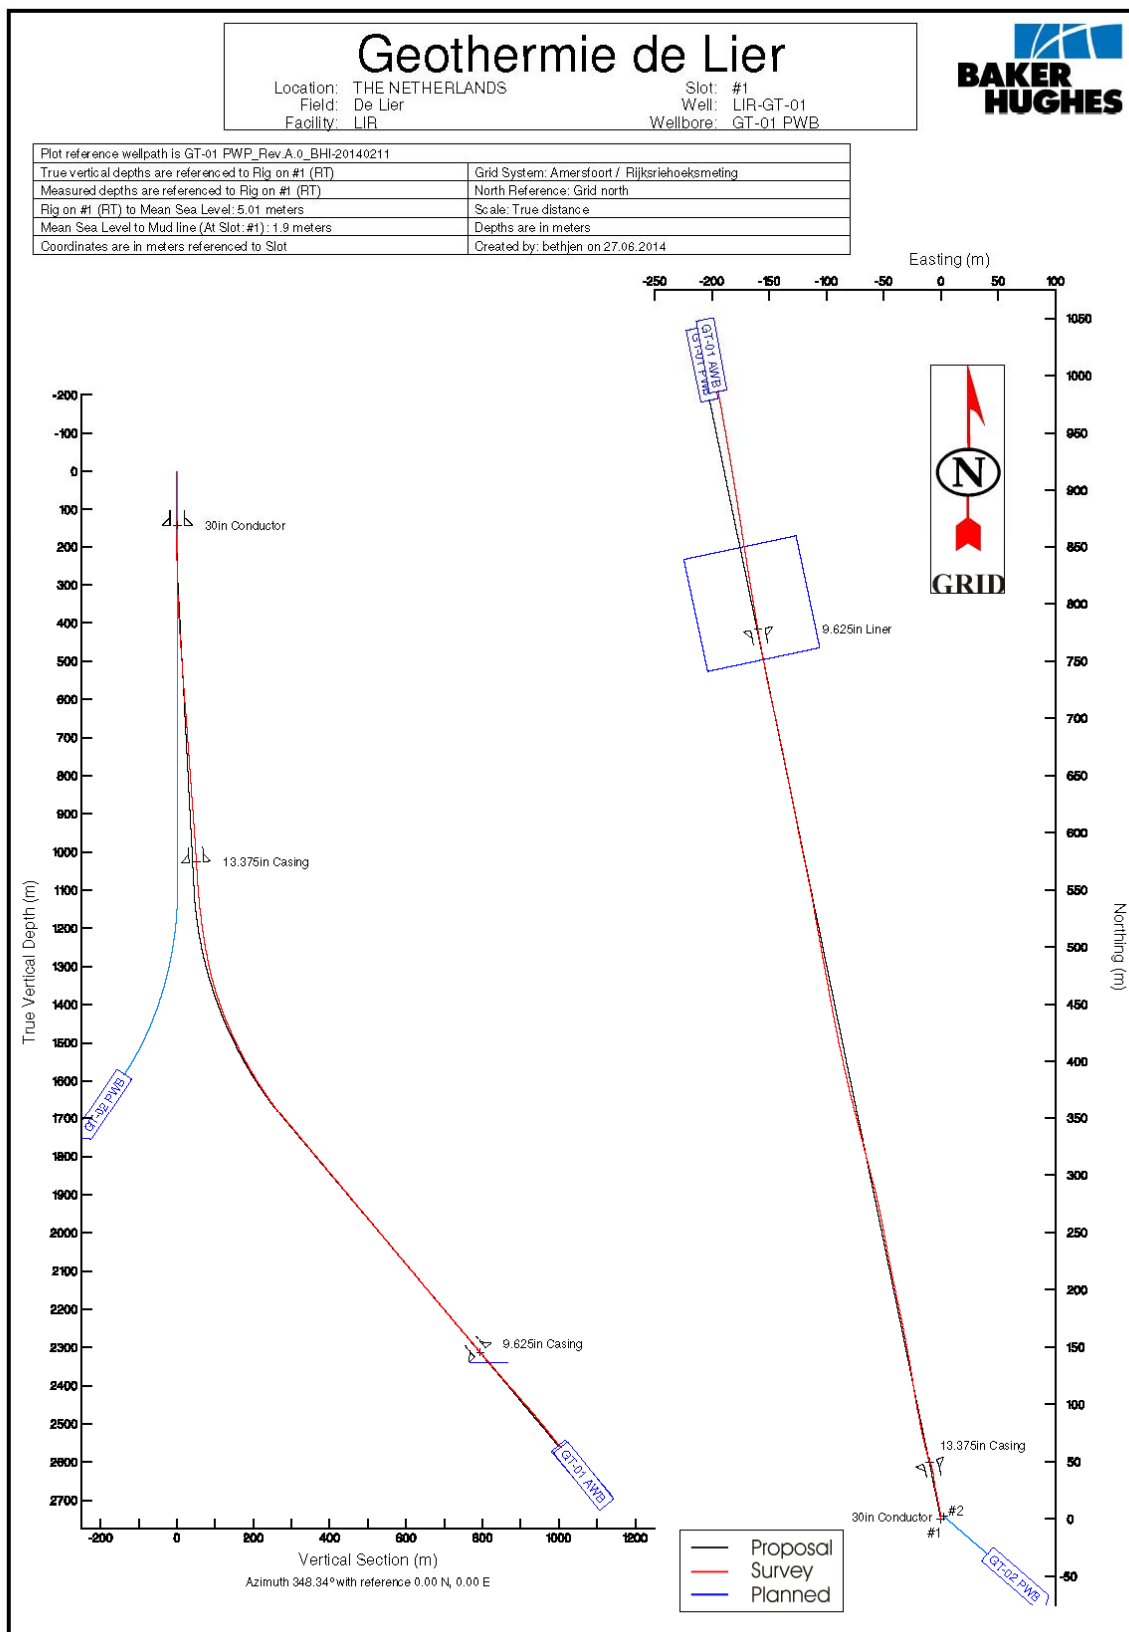 Geothermie de Lier
Location: THE NETHERLANDS Slot: #1
Field: De Lier Well: LIR-GT-01
Facility: LIR Wellbore: GT-01 PWB
BAKER
HUGHES
Plot reference wellpath is GT-01 PWP_Rev.A.0_BHI-20140211
True vertical depths are referenced to Rig on #1 (RT) Grid System: Amersfoort / Rijksriehoeksmeting
Measured depths are referenced to Rig on #1 (RT) North Reference: Grid north
Rig on #1 (RT) to Mean Sea Level: 5.01 meters Scale: True distance
Mean Sea Level to Mud line (At Slot: #1): 1.9 meters Depths are in meters
Coordinates are in meters referenced to Slot Created by: bethjen on 27.06.2014
Easting (m)
-250 -200 -150 -100 -50 0 50 100
1050
1000
950
900
850
800
750
700
650
600
550
500
450
400
350
300
250
200
150
100
50
0
-50
Northing (m)
GT-01 AWB
GT-01 PWB
N
GRID
9.625in Liner
13.375in Casing
30in Conductor
#2
#1
GT-02 PWB
-200
-100
0
100
200
300
400
500
600
700
800
900
1000
1100
1200
1300
1400
1500
1600
1700
1800
1900
2000
2100
2200
2300
2400
2500
2600
2700
True Vertical Depth (m)
30in Conductor
13.375in Casing
GT-02 PWB
9.625in Casing
GT-01 AWB
-200 0 200 400 600 800 1000 1200
Vertical Section (m)
Azimuth 348.34º with reference 0.00 N, 0.00 E
Proposal
Survey
Planned